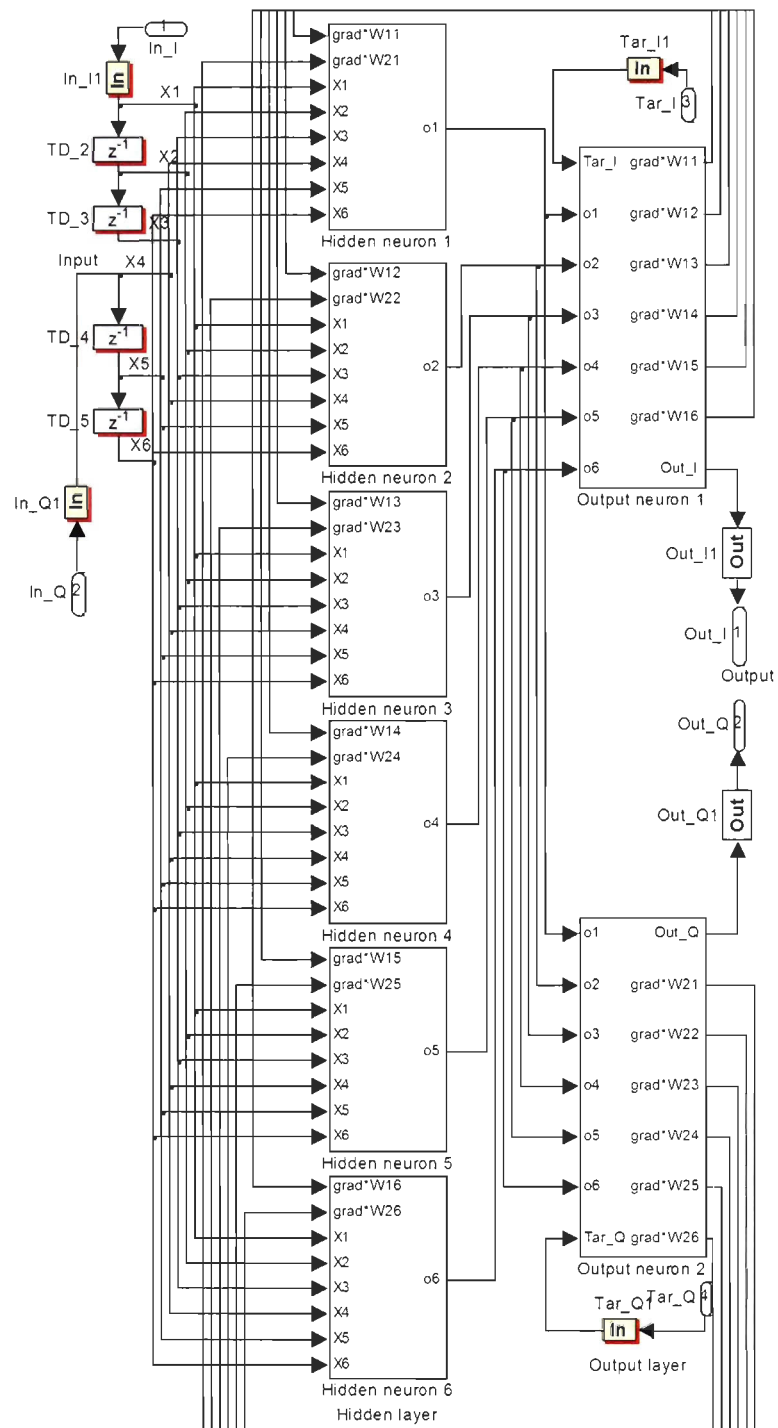 1
In_I
In_I1
In
X1
TD_2
z-1
X2
TD_3
z-1
X3
Input
X4
TD_4
z-1
X5
TD_5
z-1
X6
In_Q1
In
In_Q
2
grad*W11
grad*W21
X1
X2
X3
X4
X5
X6
o1
Hidden neuron 1
grad*W12
grad*W22
X1
X2
X3
X4
X5
X6
o2
Hidden neuron 2
grad*W13
grad*W23
X1
X2
X3
X4
X5
X6
o3
Hidden neuron 3
grad*W14
grad*W24
X1
X2
X3
X4
X5
X6
o4
Hidden neuron 4
grad*W15
grad*W25
X1
X2
X3
X4
X5
X6
o5
Hidden neuron 5
grad*W16
grad*W26
X1
X2
X3
X4
X5
X6
o6
Hidden neuron 6
Hidden layer
Tar_I1
In
Tar_I
3
Tar_I grad*W11
o1 grad*W12
o2 grad*W13
o3 grad*W14
o4 grad*W15
o5 grad*W16
o6 Out_I
Output neuron 1
Out_I1
Out
Out_I
1
Output
Out_Q
2
Out_Q1
Out
o1 Out_Q
o2 grad*W21
o3 grad*W22
o4 grad*W23
o5 grad*W24
o6 grad*W25
Tar_Q grad*W26
Output neuron 2
Tar_Q1
Tar_Q
4
In
Output layer